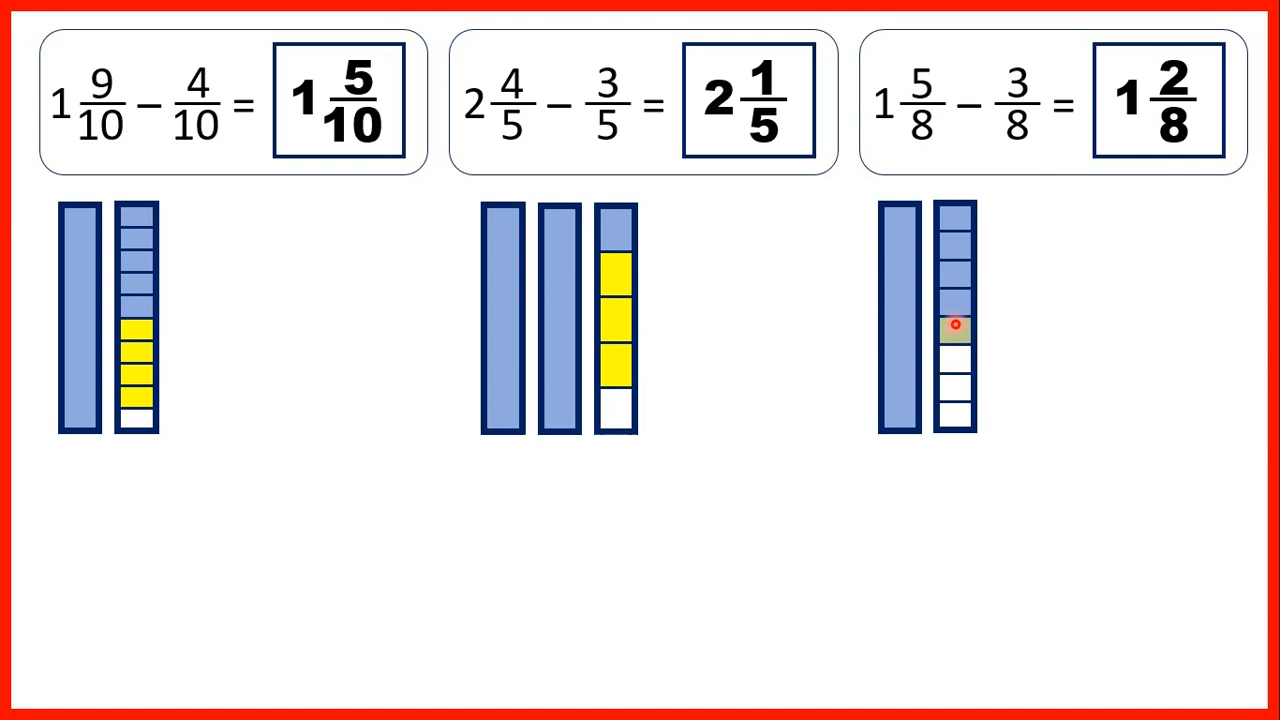 1 9/10 − 4/10 = 1 5/10
2 4/5 − 3/5 = 2 1/5
1 5/8 − 3/8 = 1 2/8